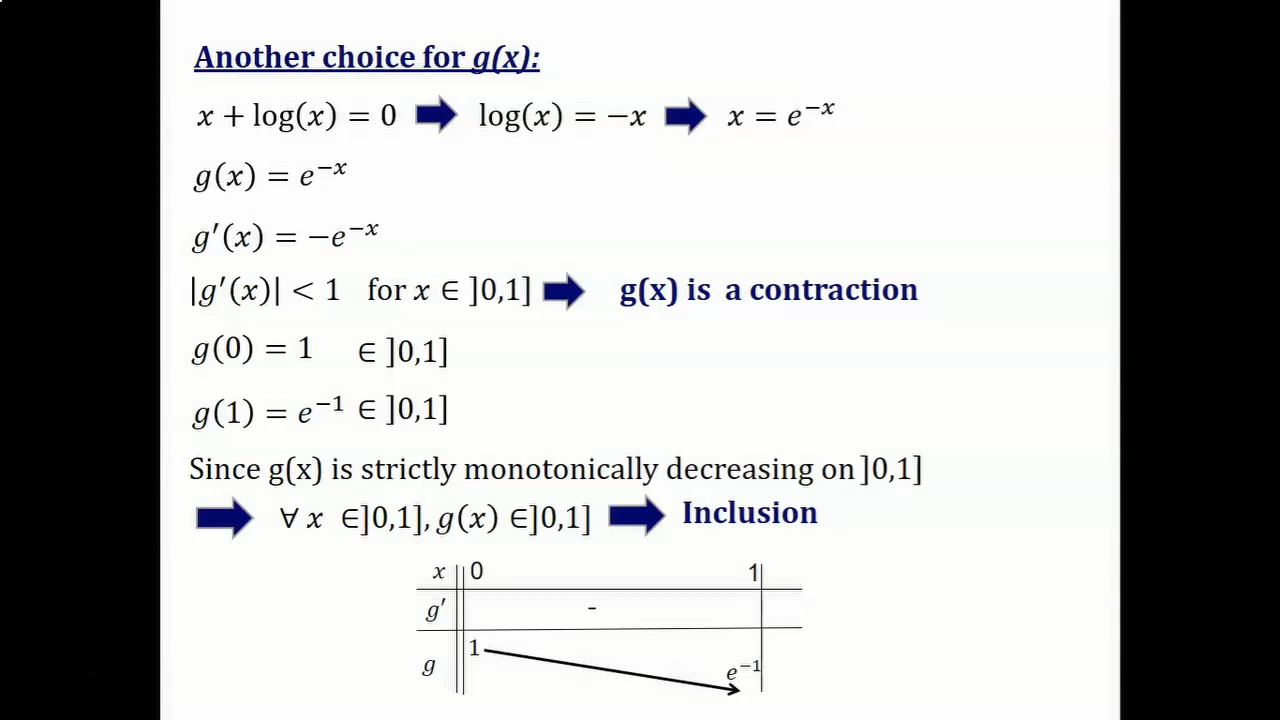 Another choice for g(x):
x + log(x) = 0 ➡ log(x) = −x ➡ x = e⁻ˣ
g(x) = e⁻ˣ
g′(x) = −e⁻ˣ
|g′(x)| < 1 for x ∈ ]0,1] ➡ g(x) is a contraction
g(0) = 1 ∈ ]0,1]
g(1) = e⁻¹ ∈ ]0,1]
Since g(x) is strictly monotonically decreasing on ]0,1]
➡ ∀ x ∈]0,1], g(x) ∈]0,1] ➡ Inclusion
x 0 1
g′ -
g 1 e⁻¹